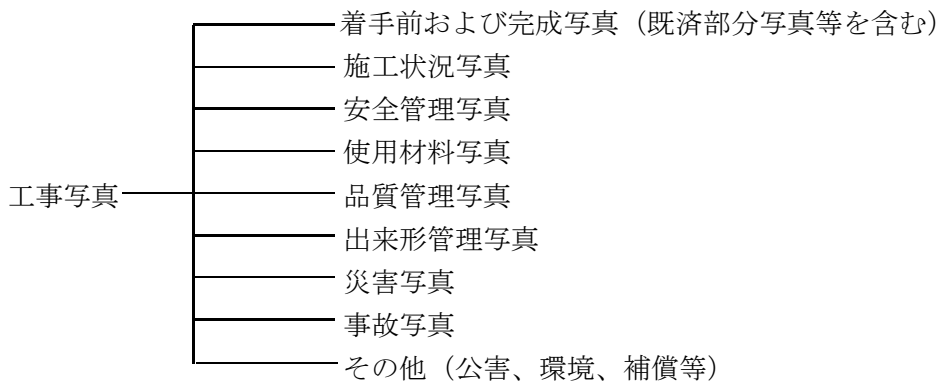 着手前および完成写真（既済部分写真等を含む）
施工状況写真
安全管理写真
使用材料写真
工事写真
品質管理写真
出来形管理写真
災害写真
事故写真
その他（公害、環境、補償等）